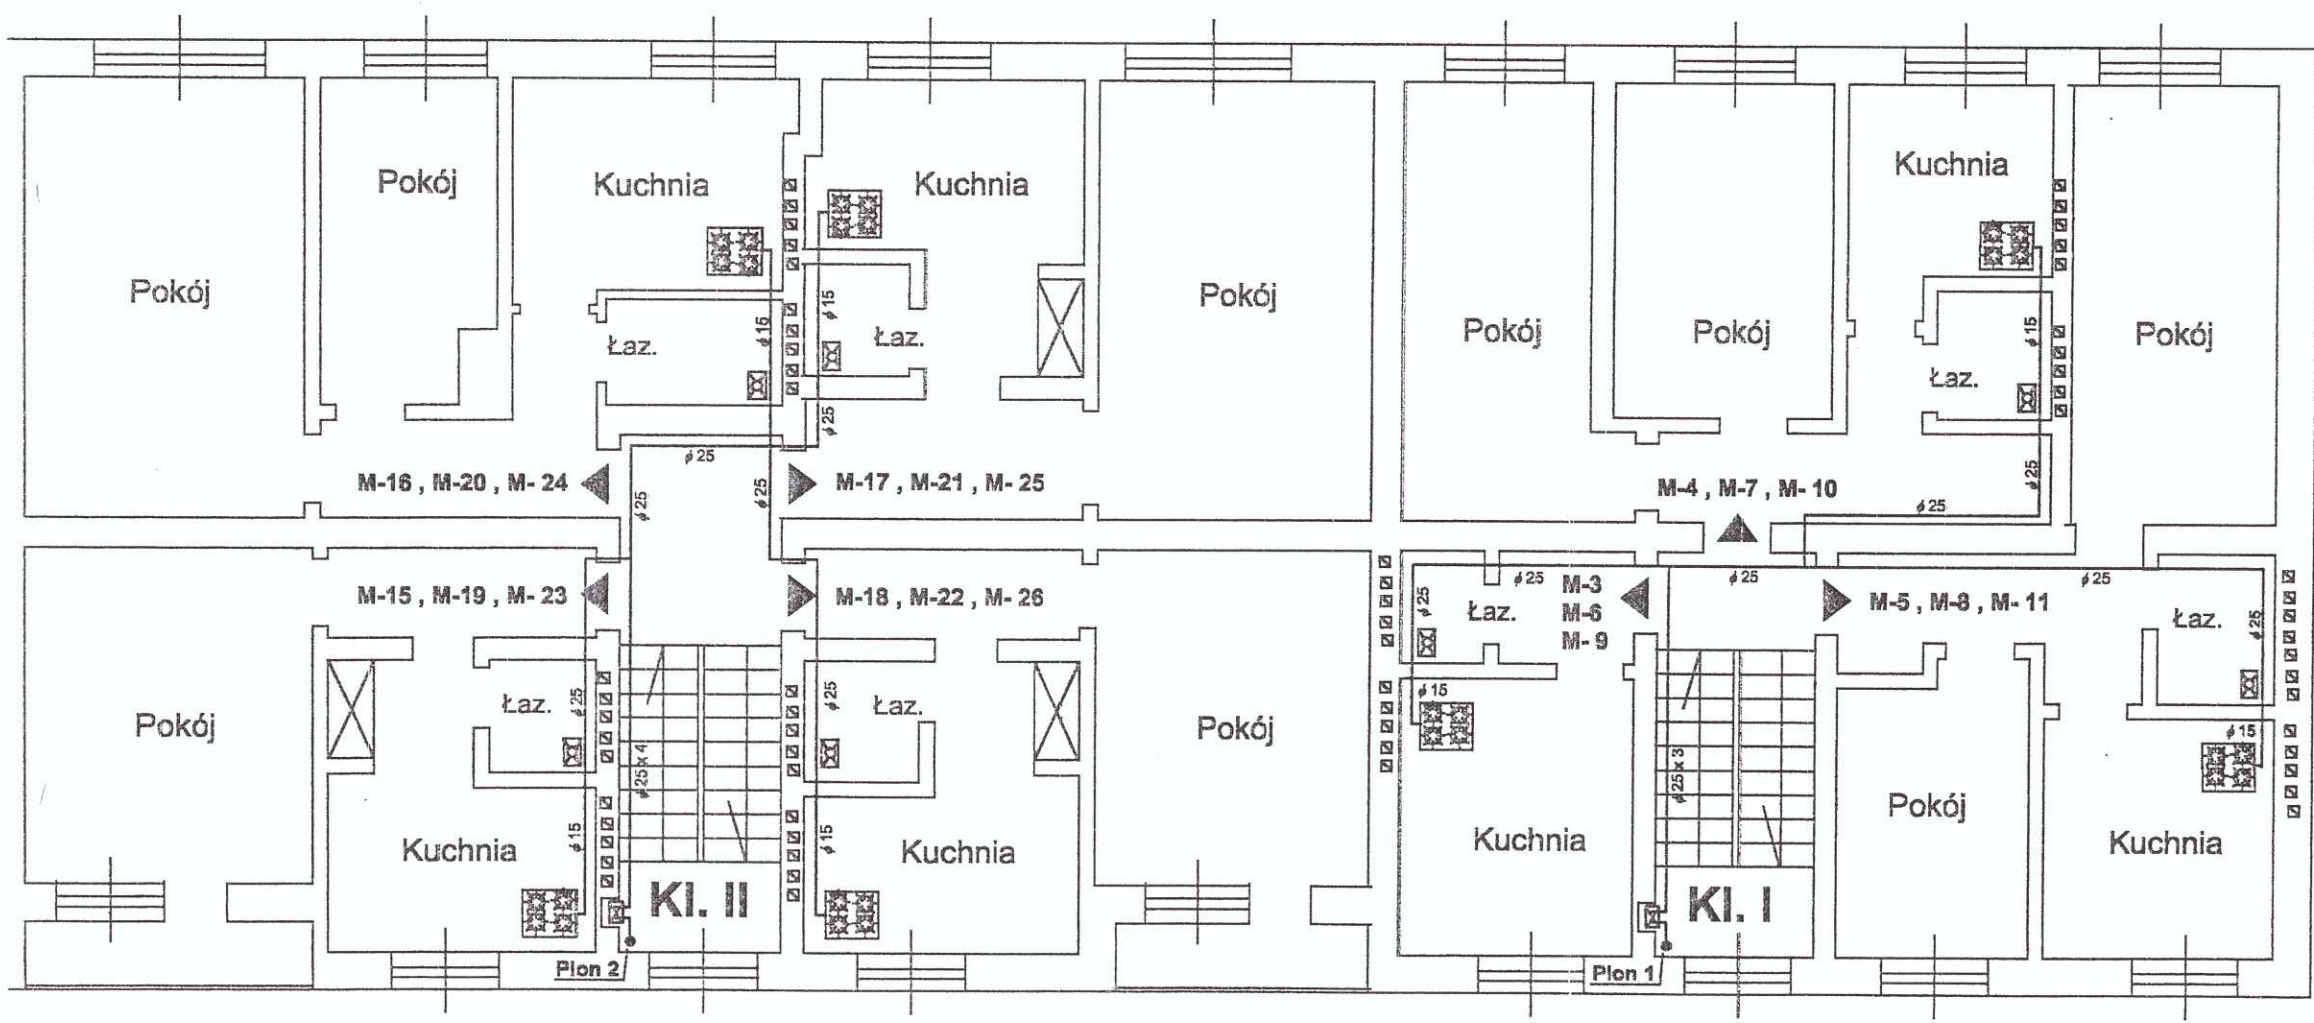 Pokój
Pokój
Kuchnia
Kuchnia
Pokój
Pokój
Pokój
Kuchnia
Pokój
Łaz.
ϕ 15
ϕ 15
Łaz.
Łaz.
ϕ 15
ϕ 25
ϕ 25
ϕ 25
ϕ 25
ϕ 25
ϕ 25
M-16 , M-20 , M- 24
M-17 , M-21 , M- 25
M-4 , M-7 , M- 10
M-15 , M-19 , M- 23
M-18 , M-22 , M- 26
ϕ 25
ϕ 25
ϕ 25
ϕ 25
ϕ 25
M-3
M-6
M- 9
M-5 , M-8 , M- 11
Łaz.
Łaz.
Pokój
Łaz.
ϕ 25
ϕ 25
Łaz.
Pokój
ϕ 15
ϕ 15
ϕ 25 x 4
ϕ 25 x 3
Kuchnia
ϕ 15
ϕ 15
Kuchnia
Kuchnia
Pokój
Kuchnia
Kl. II
Kl. I
Pion 2
Pion 1